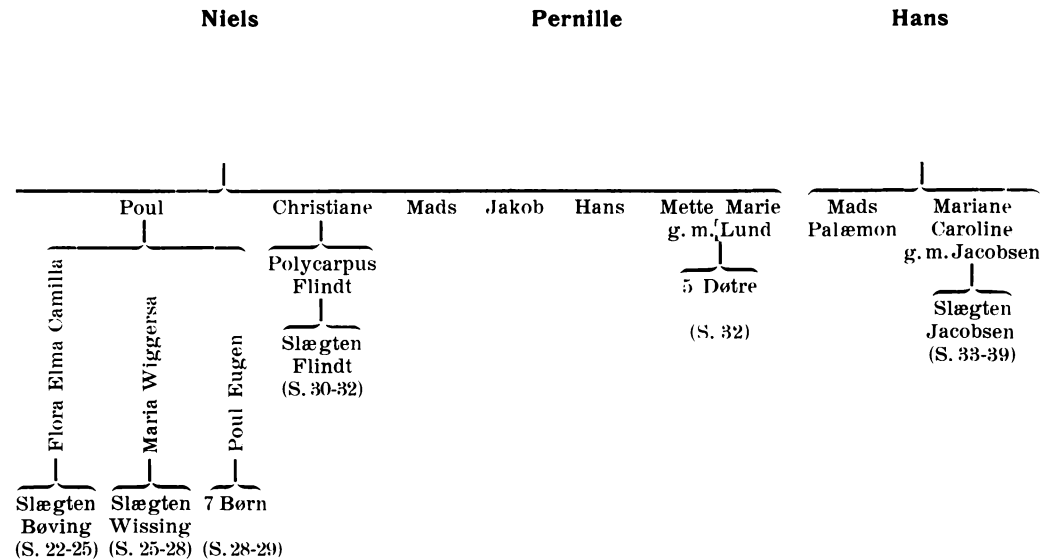 Niels Pernille Hans
Poul Christiane Mads Jakob Hans Mette Marie Mads Mariane
g. m. Lund Palæmon Caroline
g. m. Jacobsen
Polycarpus
Flindt
5 Døtre
(S. 32)
Slægten
Jacobsen
(S. 33-39)
Slægten
Flindt
(S. 30-32)
Flora Elma Camilla
Maria Wiggersa
Poul Eugen
Slægten Slægten 7 Børn
Bøving Wissing
(S. 22-25) (S. 25-28) (S. 28-29)